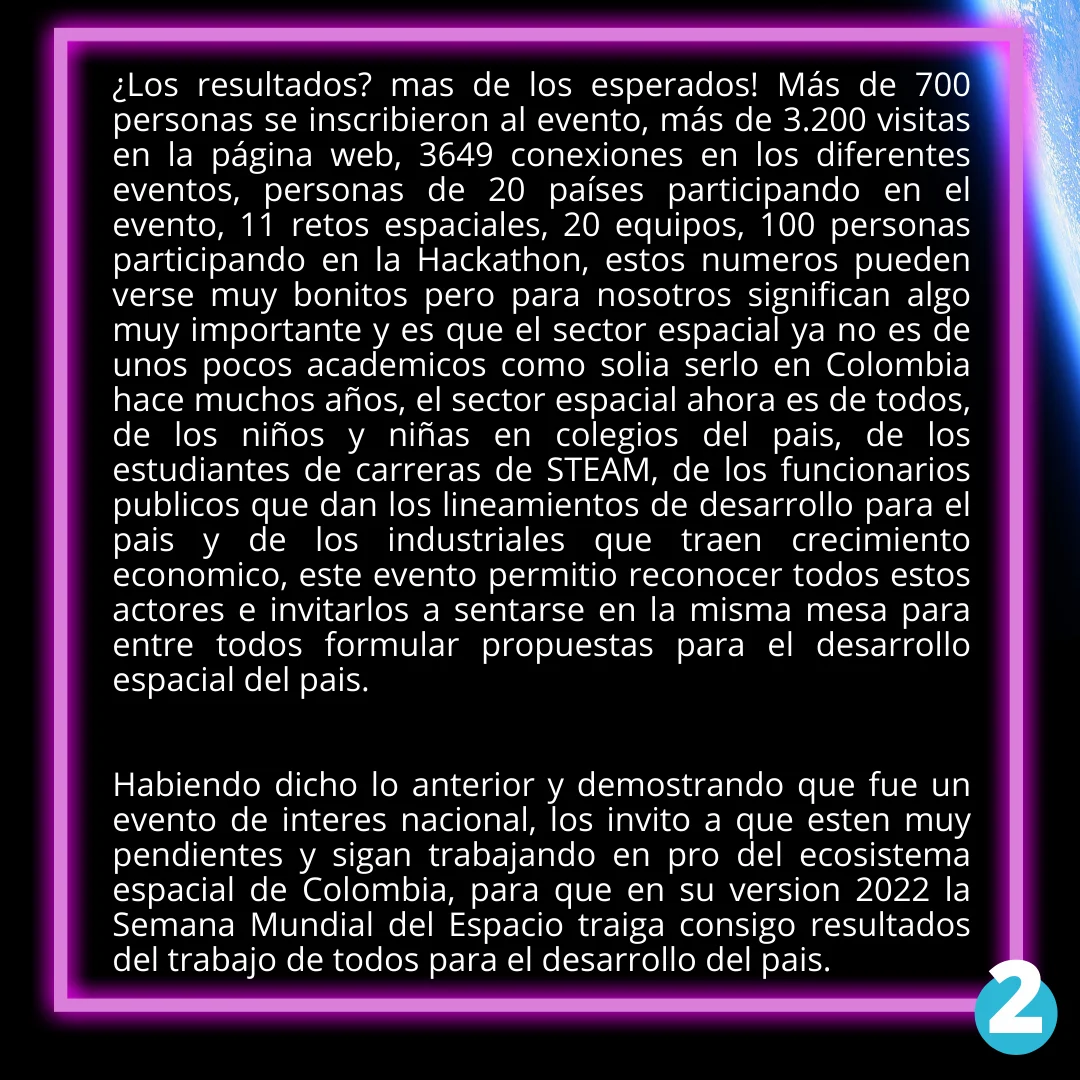 ¿Los resultados? mas de los esperados! Más de 700
personas se inscribieron al evento, más de 3.200 visitas
en la página web, 3649 conexiones en los diferentes
eventos, personas de 20 países participando en el
evento, 11 retos espaciales, 20 equipos, 100 personas
participando en la Hackathon, estos numeros pueden
verse muy bonitos pero para nosotros significan algo
muy importante y es que el sector espacial ya no es de
unos pocos academicos como solia serlo en Colombia
hace muchos años, el sector espacial ahora es de todos,
de los niños y niñas en colegios del pais, de los
estudiantes de carreras de STEAM, de los funcionarios
publicos que dan los lineamientos de desarrollo para el
pais y de los industriales que traen crecimiento
economico, este evento permitio reconocer todos estos
actores e invitarlos a sentarse en la misma mesa para
entre todos formular propuestas para el desarrollo
espacial del pais.
Habiendo dicho lo anterior y demostrando que fue un
evento de interes nacional, los invito a que esten muy
pendientes y sigan trabajando en pro del ecosistema
espacial de Colombia, para que en su version 2022 la
Semana Mundial del Espacio traiga consigo resultados
del trabajo de todos para el desarrollo del pais.
2